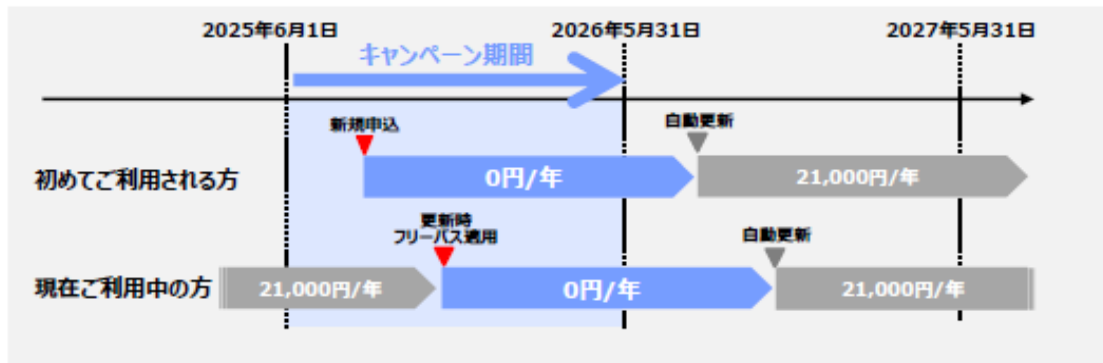 2025年6月1日
2026年5月31日
2027年5月31日
キャンペーン期間
新規申込
自動更新
初めてご利用される方
0円/年
21,000円/年
更新時
フリーパス適用
自動更新
現在ご利用中の方
21,000円/年
0円/年
21,000円/年